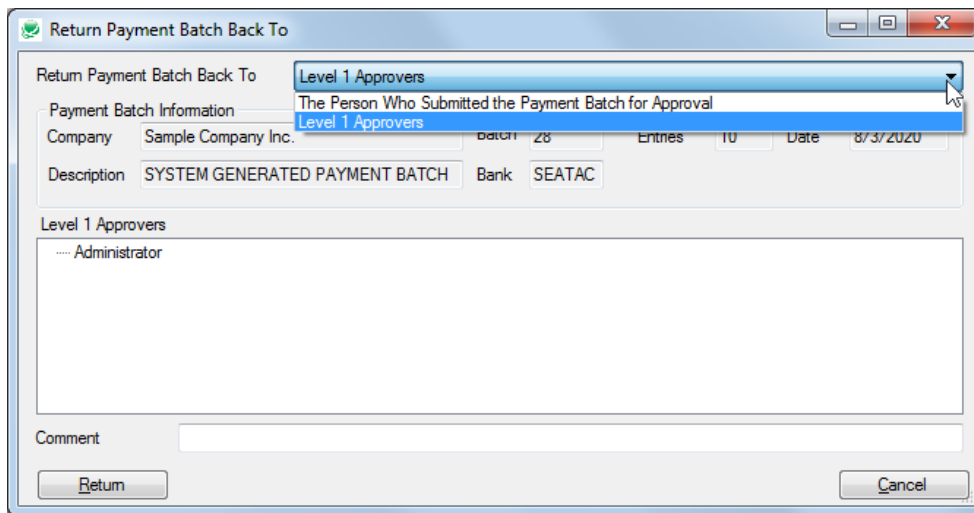 Return Payment Batch Back To
Return Payment Batch Back To Level 1 Approvers
The Person Who Submitted the Payment Batch for Approval
Level 1 Approvers
Payment Batch Information
Company Sample Company Inc. Batch 28 Entries 10 Date 8/3/2020
Description SYSTEM GENERATED PAYMENT BATCH Bank SEATAC
Level 1 Approvers
Administrator
Comment
Return Cancel